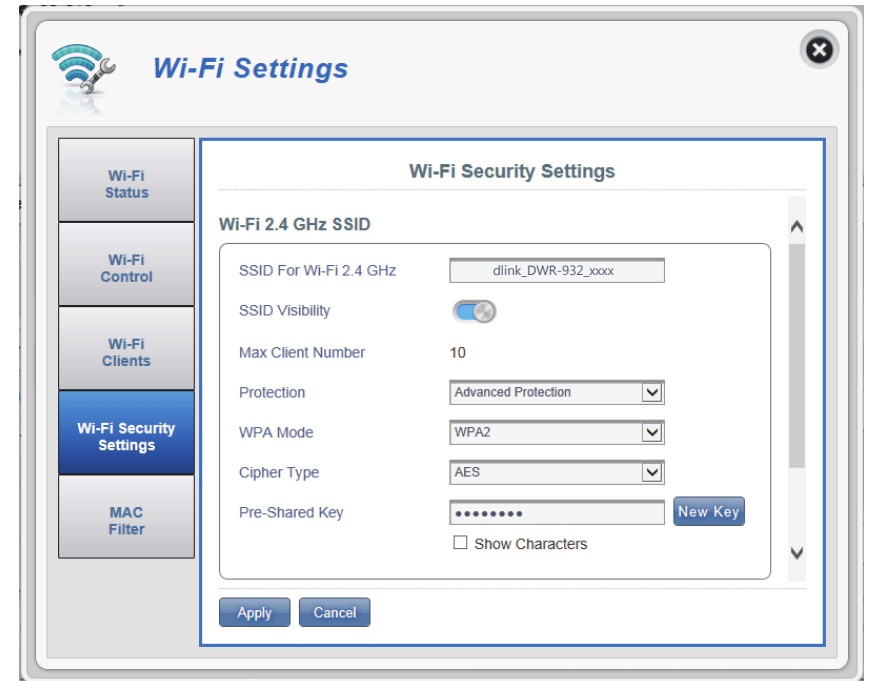 Wi-Fi Settings
Wi-Fi
Status
Wi-Fi
Control
Wi-Fi
Clients
Wi-Fi Security
Settings
MAC
Filter
Wi-Fi Security Settings
Wi-Fi 2.4 GHz SSID
SSID For Wi-Fi 2.4 GHz dlink_DWR-932_xxxx
SSID Visibility
Max Client Number 10
Protection Advanced Protection
WPA Mode WPA2
Cipher Type AES
Pre-Shared Key •••••••• New Key
Show Characters
Apply Cancel